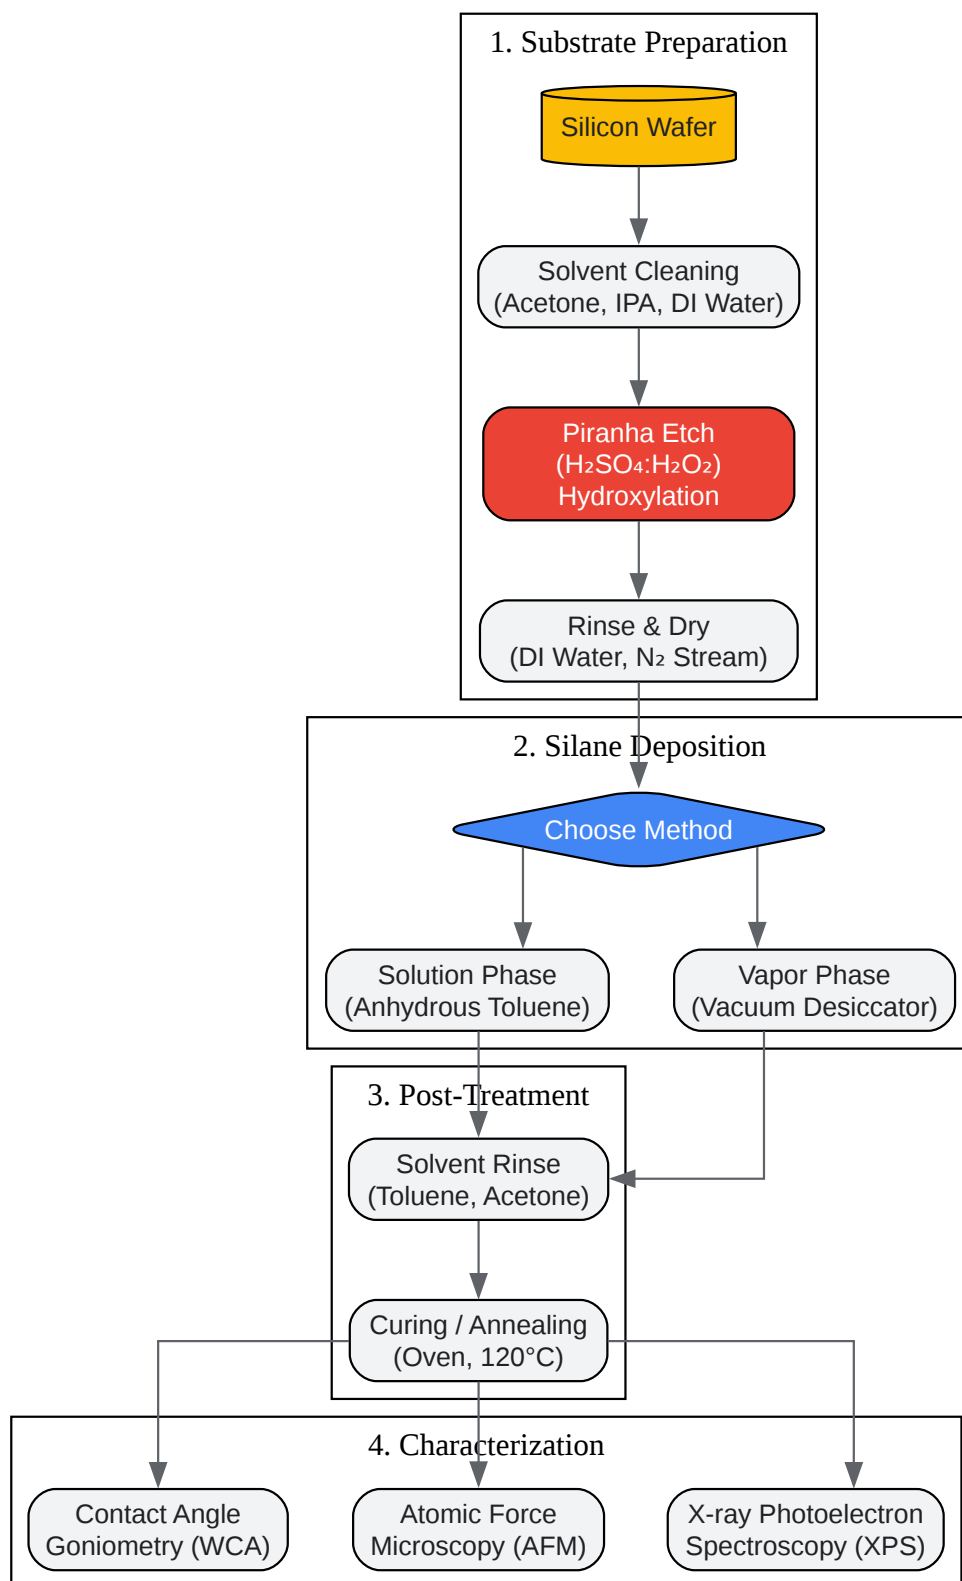 1. Substrate Preparation
Silicon Wafer
Solvent Cleaning
(Acetone, IPA, DI Water)
Piranha Etch
(H₂SO₄:H₂O₂)
Hydroxylation
Rinse & Dry
(DI Water, N₂ Stream)
2. Silane Deposition
Choose Method
Solution Phase
(Anhydrous Toluene)
Vapor Phase
(Vacuum Desiccator)
3. Post-Treatment
Solvent Rinse
(Toluene, Acetone)
Curing / Annealing
(Oven, 120°C)
4. Characterization
Contact Angle
Goniometry (WCA)
Atomic Force
Microscopy (AFM)
X-ray Photoelectron
Spectroscopy (XPS)